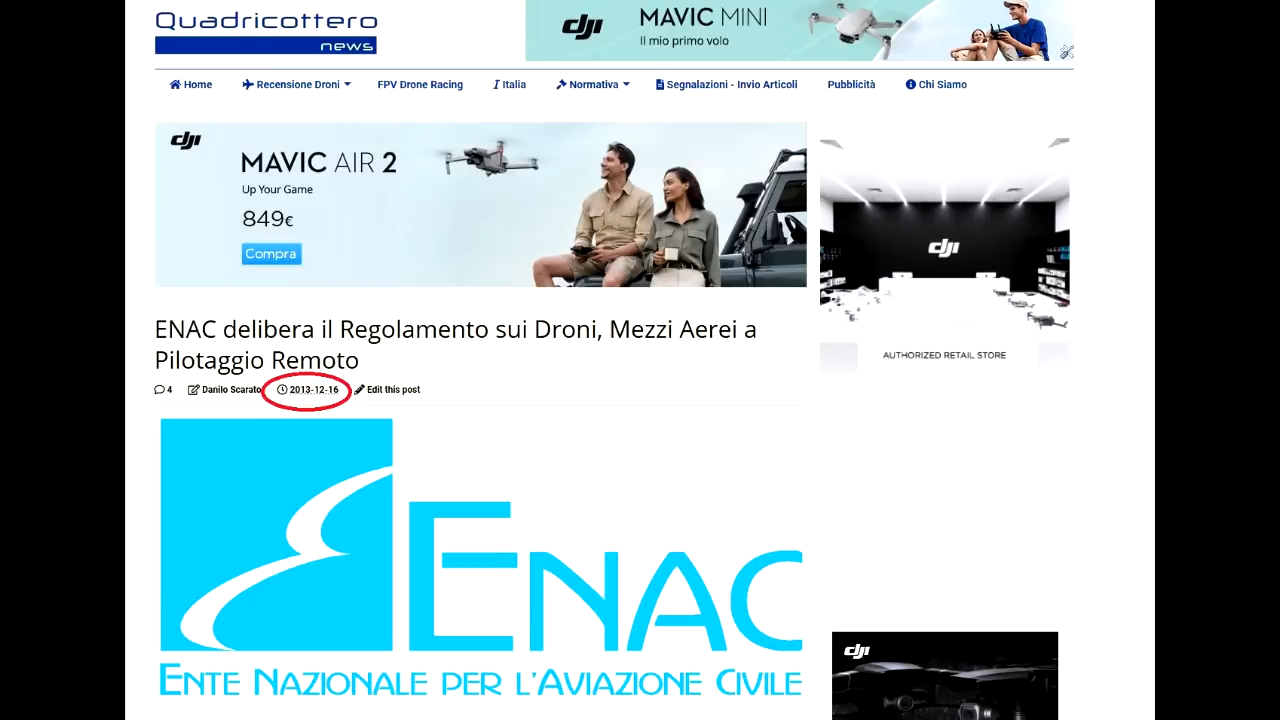 Quadricottero
news
dji
MAVIC MINI
Il mio primo volo
Home
Recensione Droni
FPV Drone Racing
Italia
Normativa
Segnalazioni - Invio Articoli
Pubblicità
Chi Siamo
dji
MAVIC AIR 2
Up Your Game
849€
Compra
dji
AUTHORIZED RETAIL STORE
ENAC delibera il Regolamento sui Droni, Mezzi Aerei a
Pilotaggio Remoto
4 Danilo Scarato 2013-12-16 Edit this post
ENAC
ENTE NAZIONALE PER L'AVIAZIONE CIVILE
dji